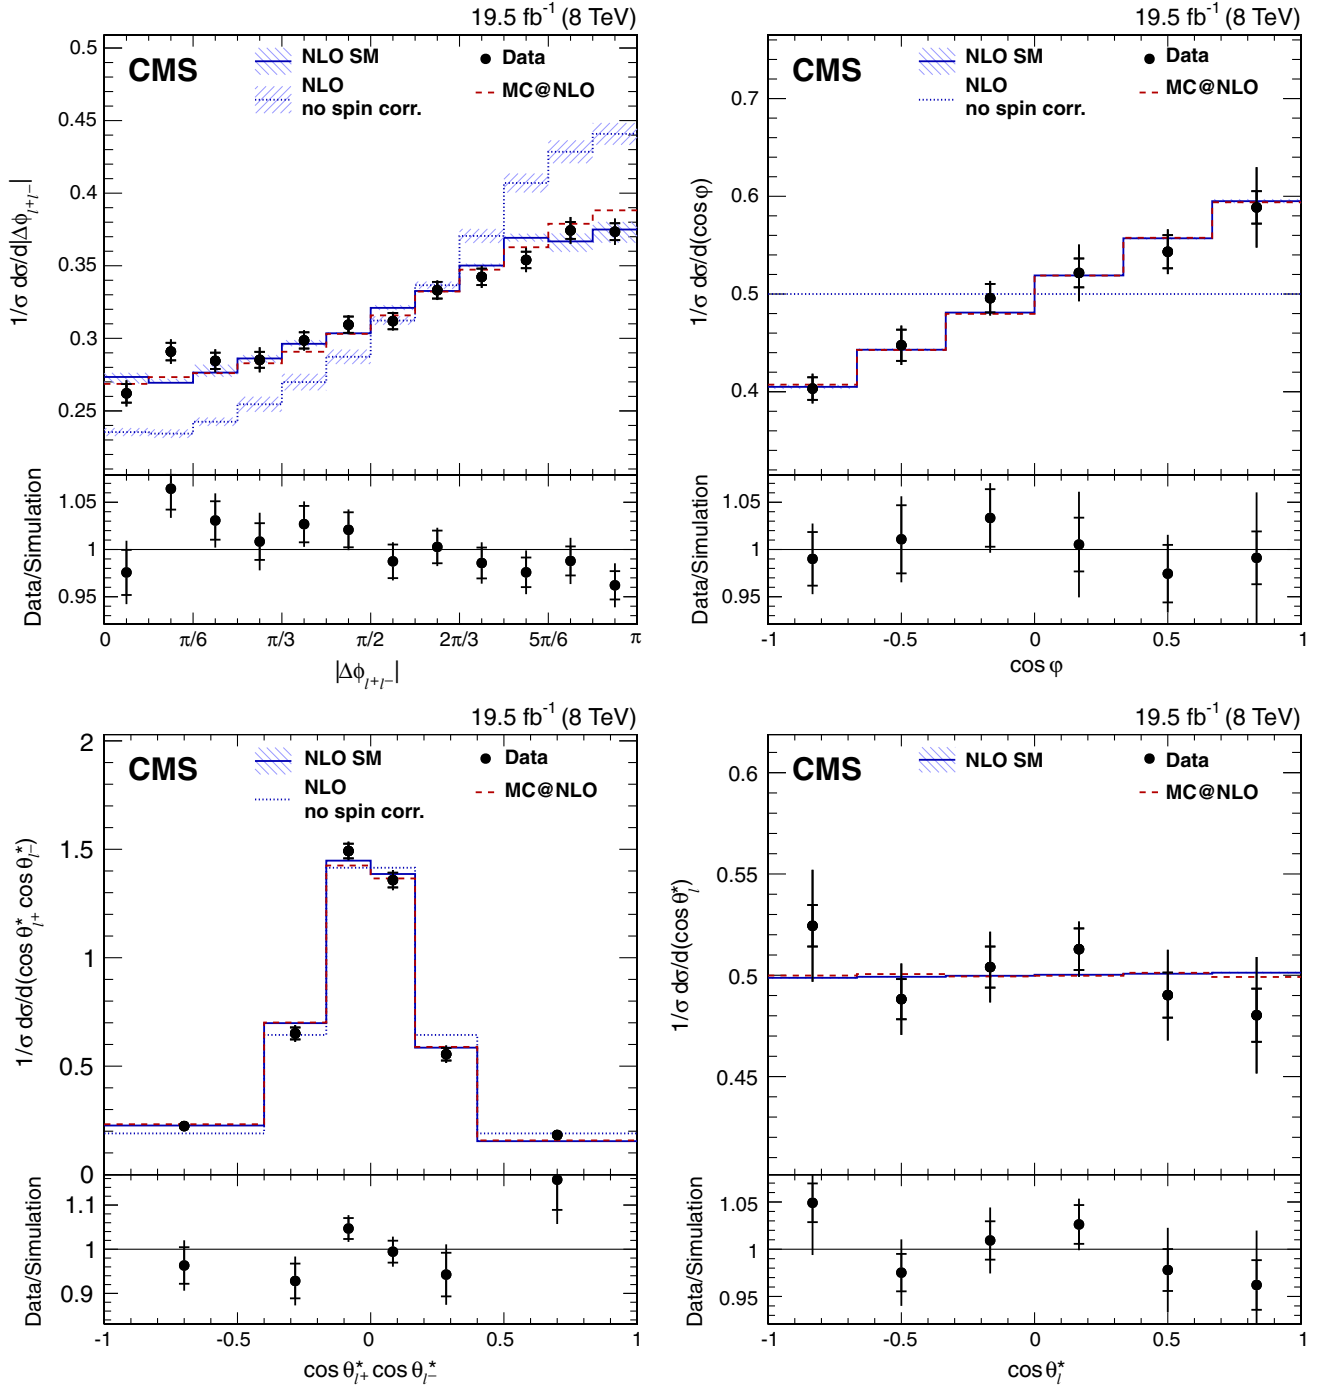 19.5 fb⁻¹ (8 TeV)
CMS
NLO SM
NLO
no spin corr.
Data
MC@NLO
1/σ dσ/d|Δϕ_{l+l−}|
0.5
0.45
0.4
0.35
0.3
0.25
Data/Simulation
1.05
1
0.95
0 π/6 π/3 π/2 2π/3 5π/6 π
|Δϕ_{l+l−}|
19.5 fb⁻¹ (8 TeV)
CMS
NLO SM
NLO
no spin corr.
Data
MC@NLO
1/σ dσ/d(cos φ)
0.7
0.6
0.5
0.4
Data/Simulation
1.05
1
0.95
-1 -0.5 0 0.5 1
cos φ
19.5 fb⁻¹ (8 TeV)
CMS
NLO SM
NLO
no spin corr.
Data
MC@NLO
1/σ dσ/d(cos θ*_{l+} cos θ*_{l−})
2
1.5
1
0.5
0
Data/Simulation
1.1
1
0.9
-1 -0.5 0 0.5 1
cos θ*_{l+} cos θ*_{l−}
19.5 fb⁻¹ (8 TeV)
CMS
NLO SM
Data
MC@NLO
1/σ dσ/d(cos θ*_l)
0.6
0.55
0.5
0.45
Data/Simulation
1.05
1
0.95
-1 -0.5 0 0.5 1
cos θ*_l